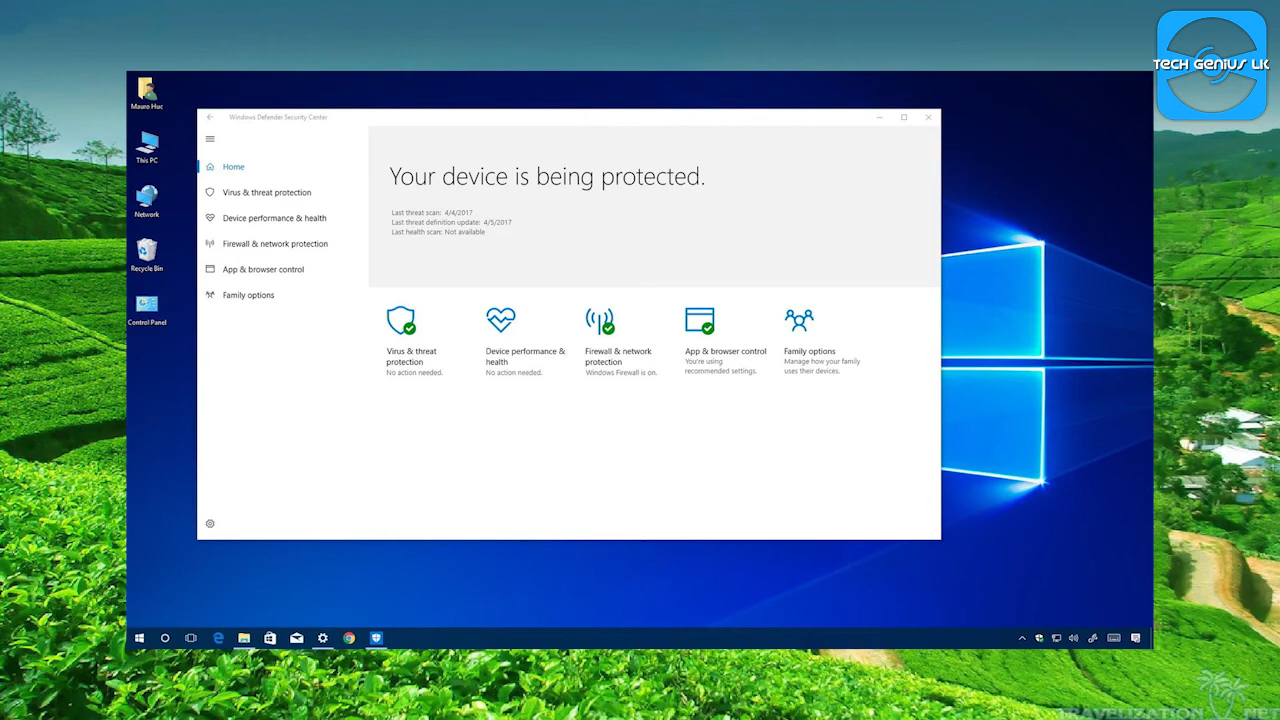 TECH GENIUS LK
Mauro Huc
This PC
Network
Recycle Bin
Control Panel
Windows Defender Security Center
Home
Virus & threat protection
Device performance & health
Firewall & network protection
App & browser control
Family options
Your device is being protected.
Last threat scan: 4/4/2017
Last threat definition update: 4/5/2017
Last health scan: Not available
Virus & threat
protection
No action needed.
Device performance &
health
No action needed.
Firewall & network
protection
Windows Firewall is on.
App & browser control
You're using
recommended settings.
Family options
Manage how your family
uses their devices.
TRAVELIZATION.NET